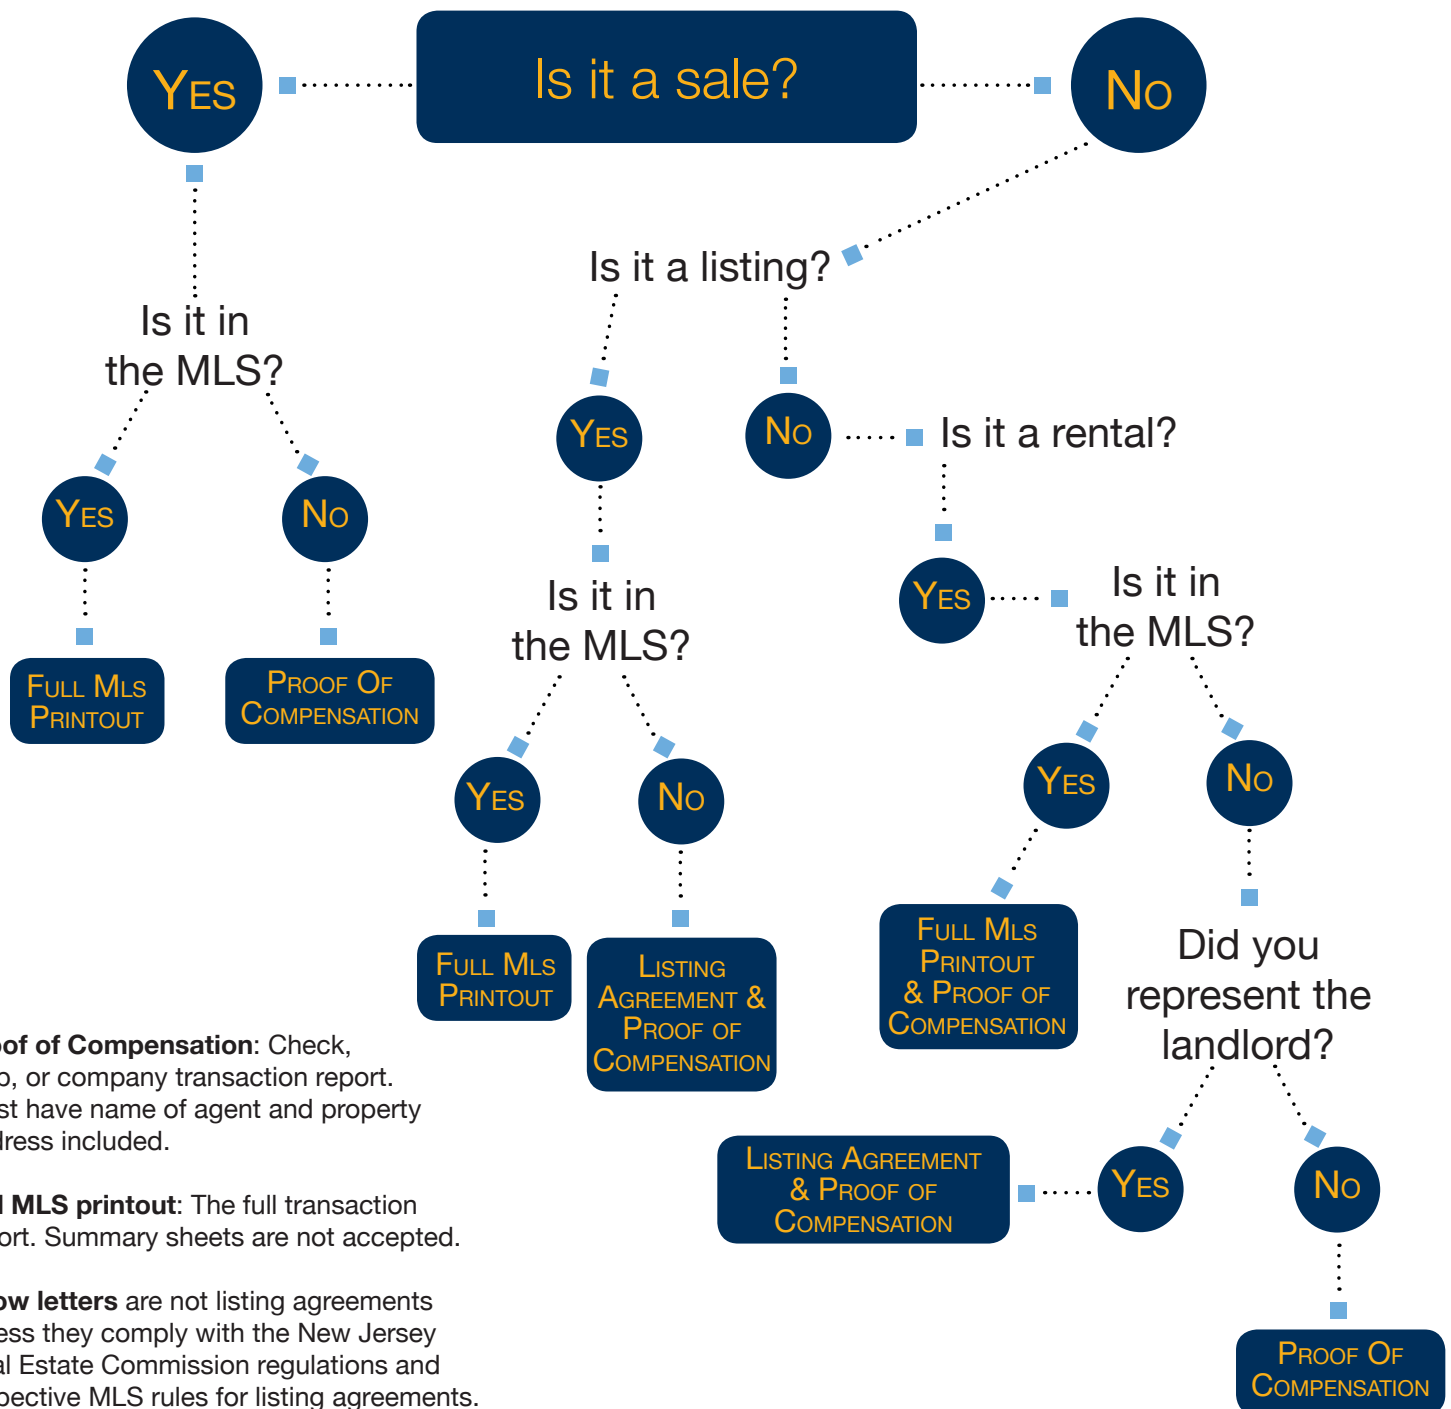 Is it a sale?
YES
NO
Is it a listing?
Is it in
the MLS?
YES
NO
Is it a rental?
YES
NO
FULL MLS
PRINTOUT
PROOF OF
COMPENSATION
Is it in
the MLS?
YES
Is it in
the MLS?
YES
NO
YES
NO
FULL MLS
PRINTOUT
LISTING
AGREEMENT &
PROOF OF
COMPENSATION
FULL MLS
PRINTOUT
& PROOF OF
COMPENSATION
Did you
represent the
landlord?
LISTING AGREEMENT
& PROOF OF
COMPENSATION
YES
NO
PROOF OF
COMPENSATION
of Compensation: Check,
or company transaction report.
have name of agent and property
included.
MLS printout: The full transaction
Summary sheets are not accepted.
letters are not listing agreements
they comply with the New Jersey
Estate Commission regulations and
MLS rules for listing agreements.